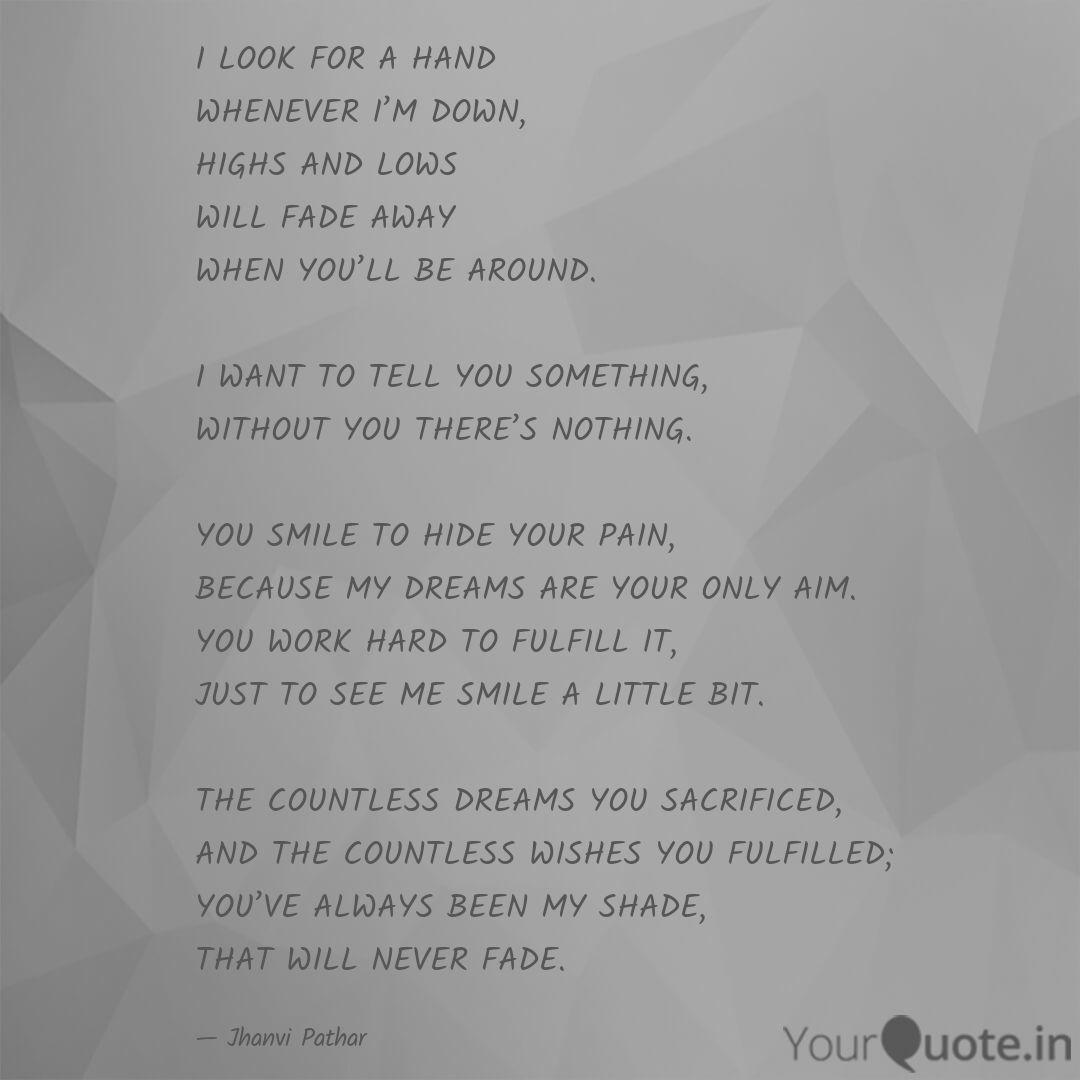 I LOOK FOR A HAND
WHENEVER I’M DOWN,
HIGHS AND LOWS
WILL FADE AWAY
WHEN YOU’LL BE AROUND.
I WANT TO TELL YOU SOMETHING,
WITHOUT YOU THERE’S NOTHING.
YOU SMILE TO HIDE YOUR PAIN,
BECAUSE MY DREAMS ARE YOUR ONLY AIM.
YOU WORK HARD TO FULFILL IT,
JUST TO SEE ME SMILE A LITTLE BIT.
THE COUNTLESS DREAMS YOU SACRIFICED,
AND THE COUNTLESS WISHES YOU FULFILLED;
YOU’VE ALWAYS BEEN MY SHADE,
THAT WILL NEVER FADE.
— Jhanvi Pathar
YourQuote.in